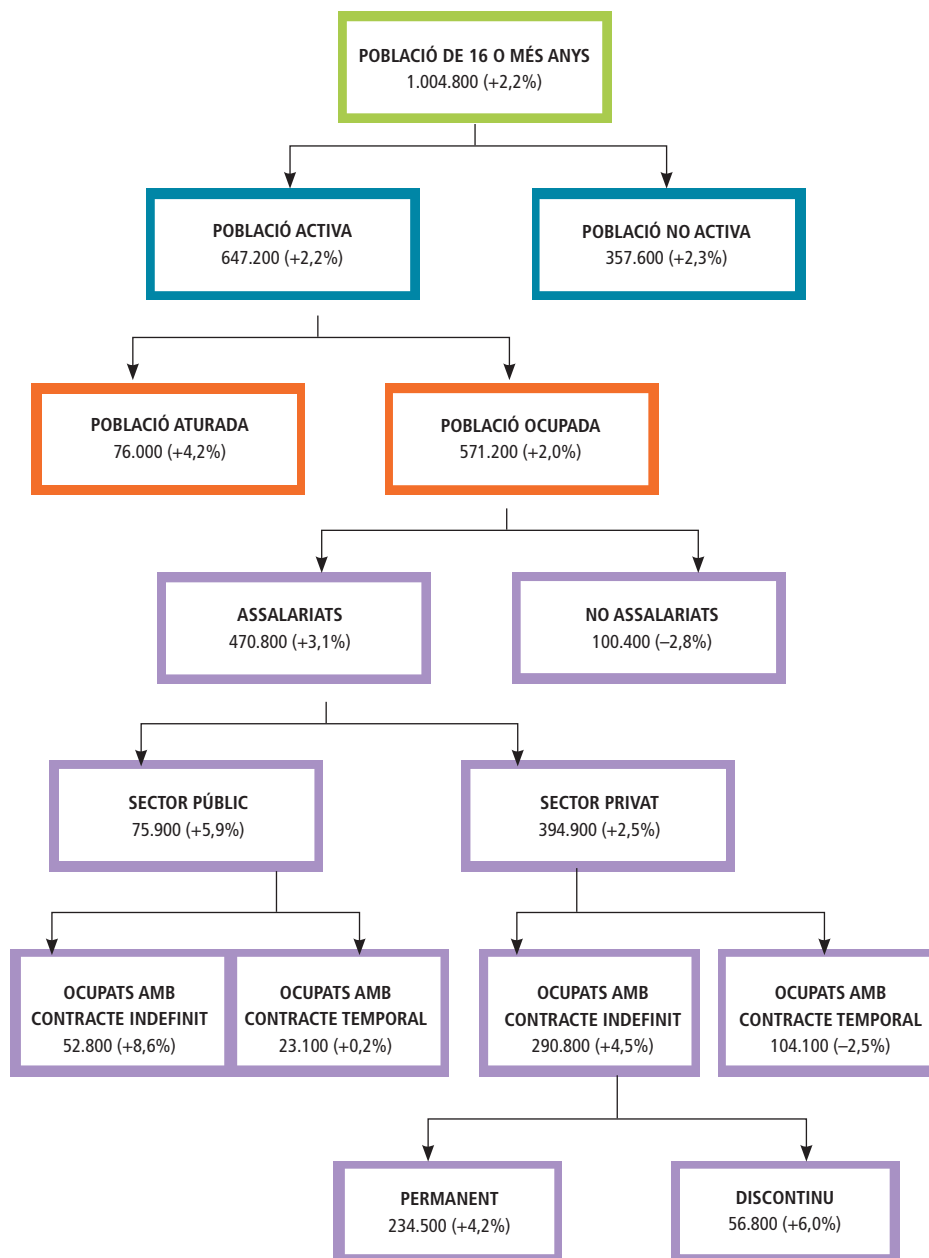 POBLACIÓ DE 16 O MÉS ANYS
1.004.800 (+2,2%)
POBLACIÓ ACTIVA
647.200 (+2,2%)
POBLACIÓ NO ACTIVA
357.600 (+2,3%)
POBLACIÓ ATURADA
76.000 (+4,2%)
POBLACIÓ OCUPADA
571.200 (+2,0%)
ASSALARIATS
470.800 (+3,1%)
NO ASSALARIATS
100.400 (–2,8%)
SECTOR PÚBLIC
75.900 (+5,9%)
SECTOR PRIVAT
394.900 (+2,5%)
OCUPATS AMB
CONTRACTE INDEFINIT
52.800 (+8,6%)
OCUPATS AMB
CONTRACTE TEMPORAL
23.100 (+0,2%)
OCUPATS AMB
CONTRACTE INDEFINIT
290.800 (+4,5%)
OCUPATS AMB
CONTRACTE TEMPORAL
104.100 (–2,5%)
PERMANENT
234.500 (+4,2%)
DISCONTINU
56.800 (+6,0%)